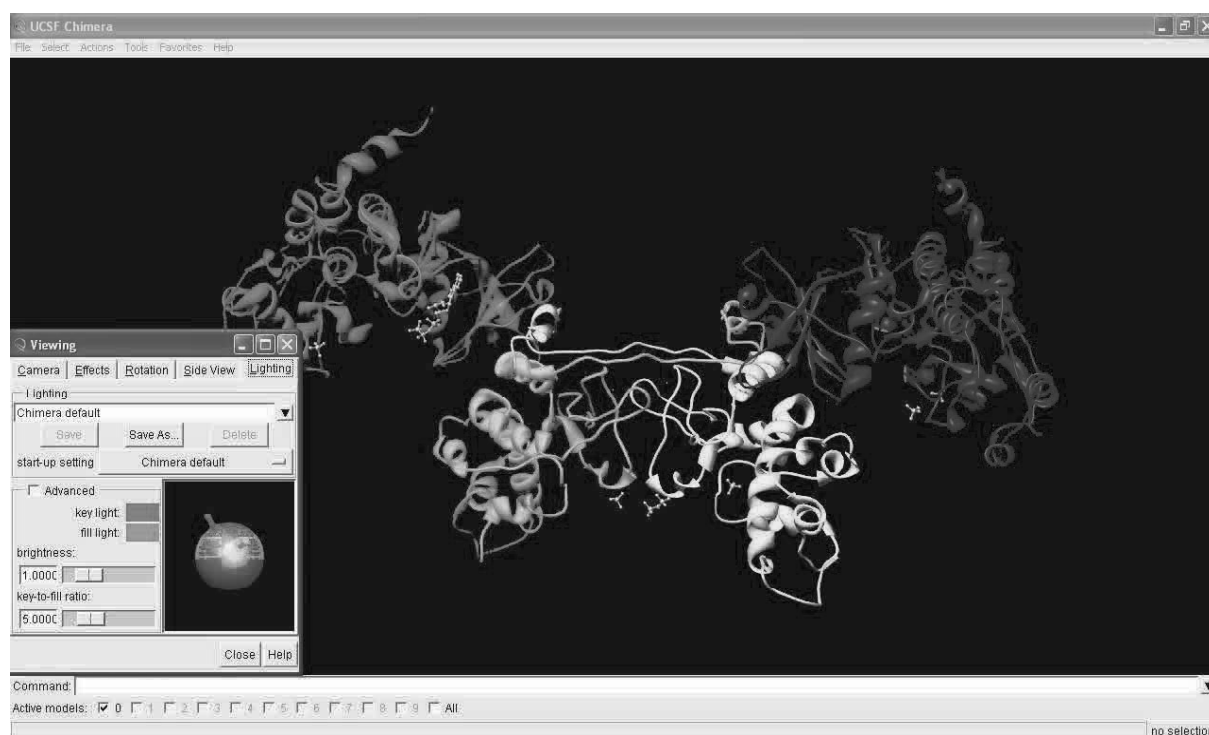 UCSF Chimera
File Select Actions Tools Favorites Help
Viewing
Camera Effects Rotation Side View Lighting
Lighting
Chimera default
Save Save As... Delete
start-up setting Chimera default
Advanced
key light:
fill light:
brightness:
1.000
key-to-fill ratio:
5.000
Close Help
Command:
Active models: 0 1 2 3 4 5 6 7 8 9 All
no selection